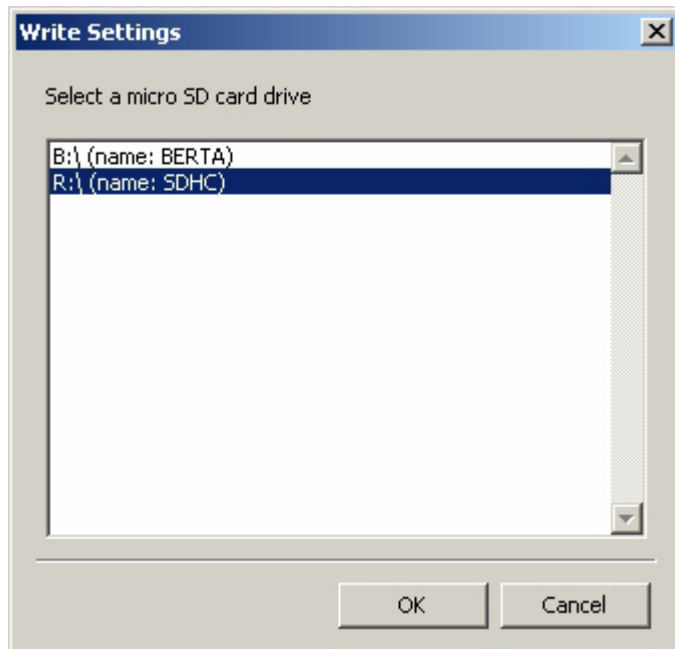 Write Settings
Select a micro SD card drive
B:\ (name: BERTA)
R:\ (name: SDHC)
OK
Cancel